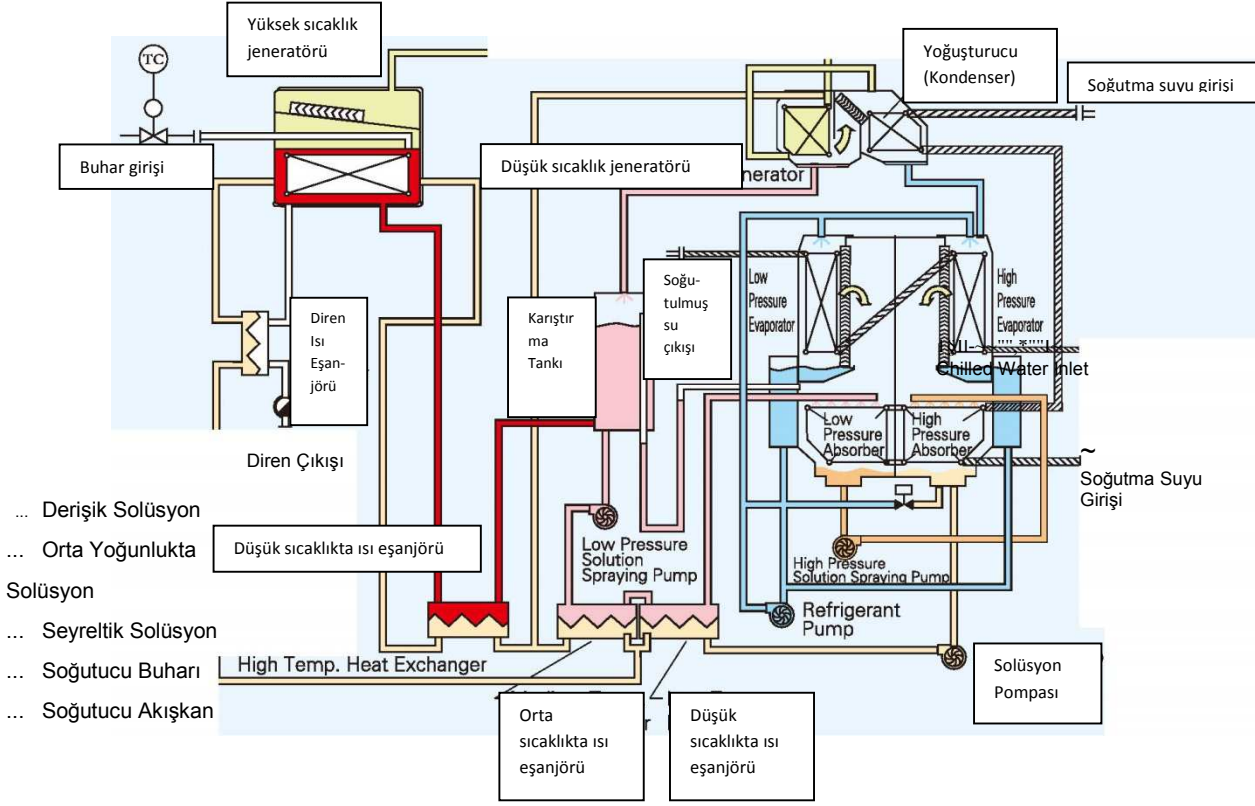 Yüksek sıcaklık
jeneratörü
TC
Yoğuşturucu
(Kondenser)
Soğutma suyu girişi
Buhar girişi
Düşük sıcaklık jeneratörü
nerator
Low
Pressure
Evaporator
High
Pressure
Evaporator
Soğu-
tulmuş
su
çıkışı
Karıştır
ma
Tankı
Diren
Isı
Eşan-
jörü
Chilled Water Inlet
Low
Pressure
Absorber
High
Pressure
Absorber
Diren Çıkışı
~
Soğutma Suyu
Girişi
... Derişik Solüsyon
... Orta Yoğunlukta
Solüsyon
... Seyreltik Solüsyon
... Soğutucu Buharı
... Soğutucu Akışkan
Düşük sıcaklıkta ısı eşanjörü
Low Pressure
Solution
Spraying Pump
High Pressure
Solution Spraying Pump
Refrigerant
Pump
High Temp. Heat Exchanger
Solüsyon
Pompası
Orta
sıcaklıkta ısı
eşanjörü
Düşük
sıcaklıkta ısı
eşanjörü